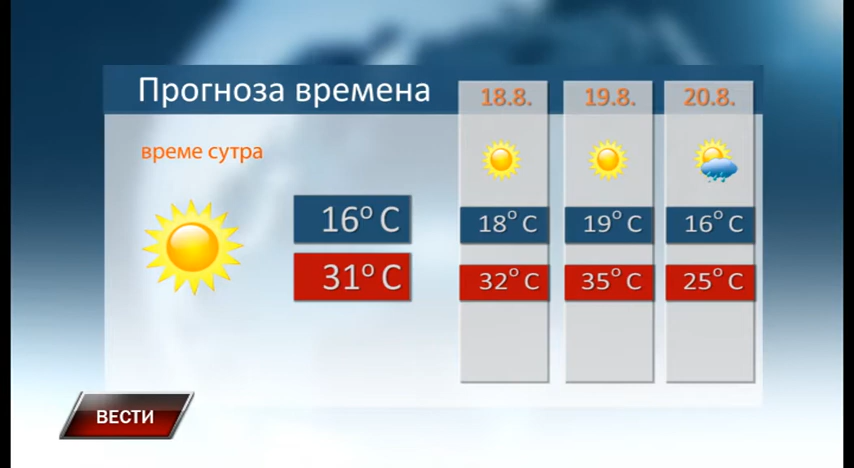 Прогноза времена
време сутра
16º C
31º C
18.8.
18º C
32º C
19.8.
19º C
35º C
20.8.
16º C
25º C
ВЕСТИ